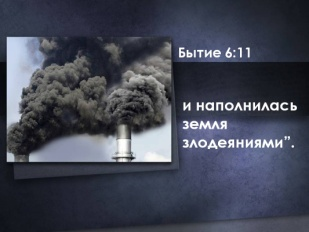 Бытие 6:11
и наполнилась
земля
злодеяниями”.